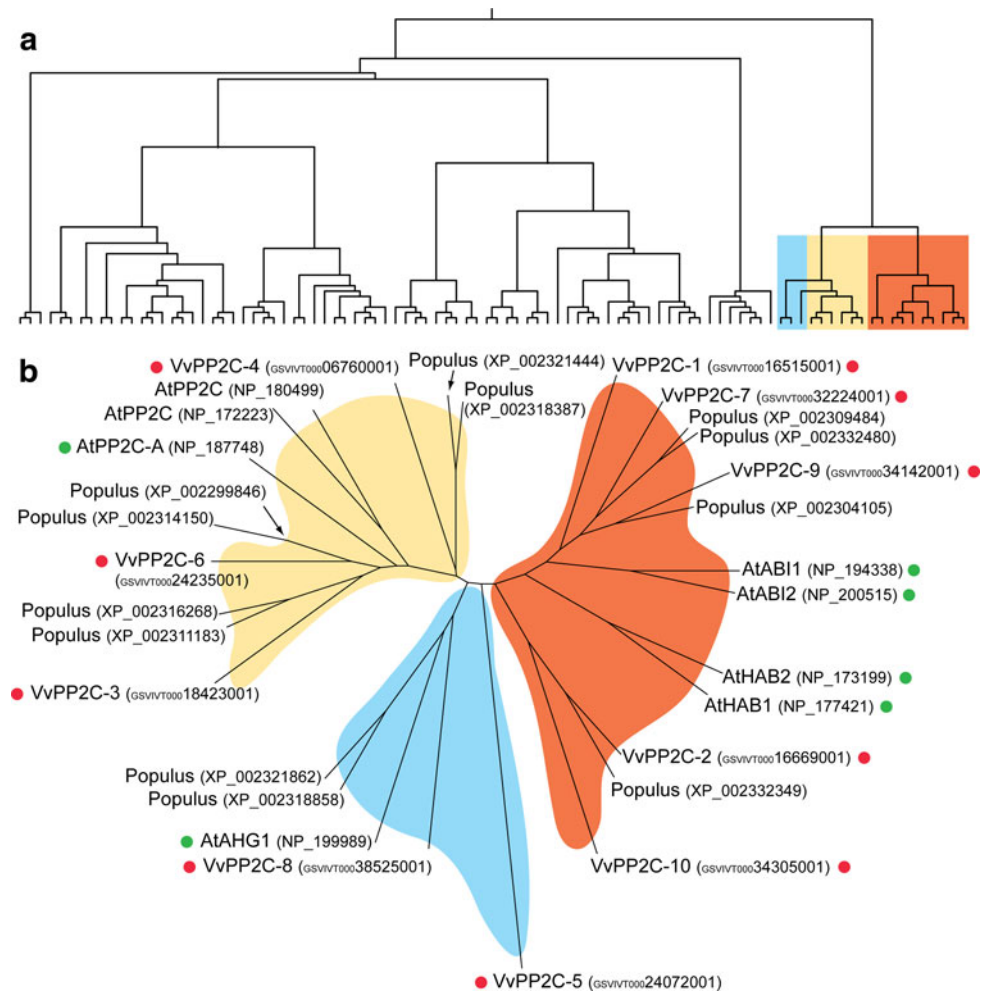 a
b
VvPP2C-4 (GSVIVT00006760001)
AtPP2C (NP_180499)
AtPP2C (NP_172223)
AtPP2C-A (NP_187748)
Populus (XP_002299846)
Populus (XP_002314150)
VvPP2C-6
(GSVIVT00024235001)
Populus (XP_002316268)
Populus (XP_002311183)
VvPP2C-3 (GSVIVT00018423001)
Populus (XP_002321444)
Populus
(XP_002318387)
VvPP2C-1 (GSVIVT00016515001)
VvPP2C-7 (GSVIVT00032224001)
Populus (XP_002309484)
Populus (XP_002332480)
VvPP2C-9 (GSVIVT00034142001)
Populus (XP_002304105)
AtABI1 (NP_194338)
AtABI2 (NP_200515)
AtHAB2 (NP_173199)
AtHAB1 (NP_177421)
VvPP2C-2 (GSVIVT00016669001)
Populus (XP_002332349)
VvPP2C-10 (GSVIVT00034305001)
Populus (XP_002321862)
Populus (XP_002318858)
AtAHG1 (NP_199989)
VvPP2C-8 (GSVIVT00038525001)
VvPP2C-5 (GSVIVT00024072001)